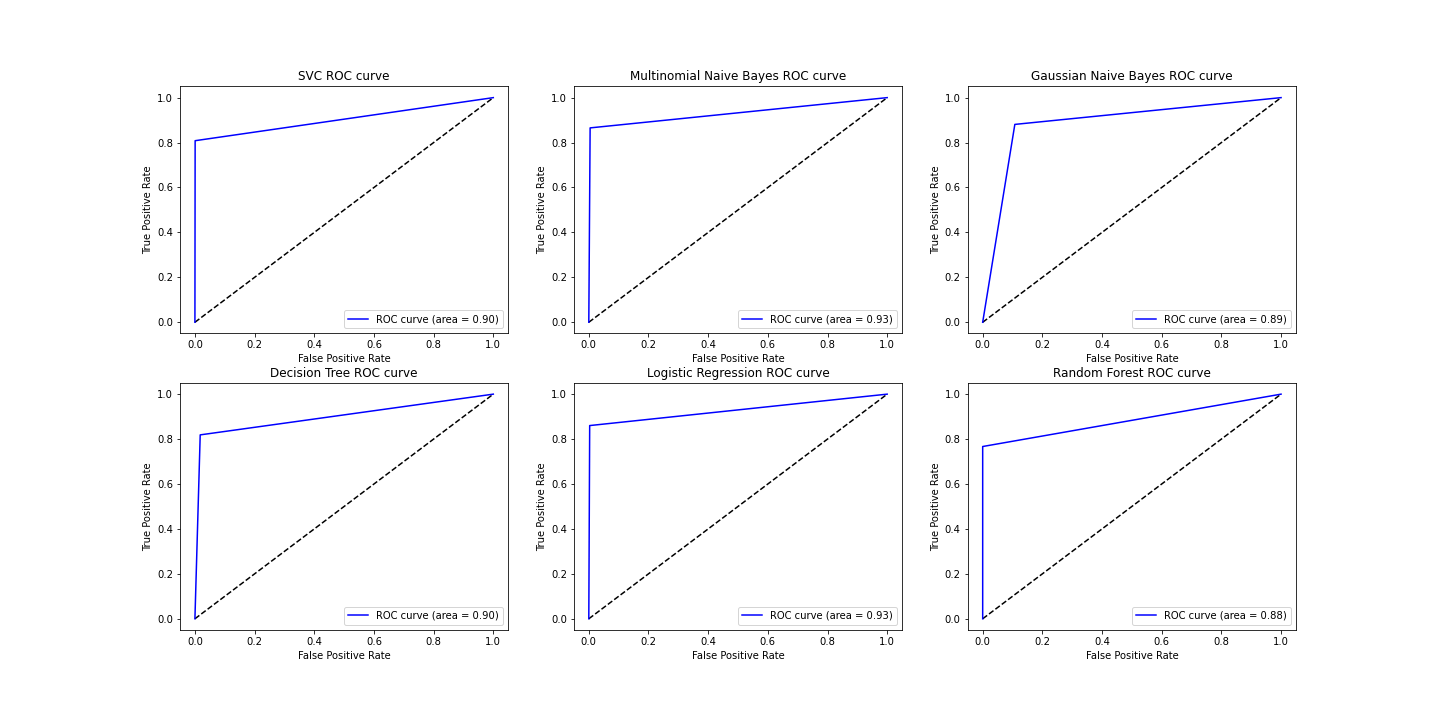 SVC ROC curve
1.0
0.8
0.6
0.4
0.2
0.0
True Positive Rate
ROC curve (area = 0.90)
0.0 0.2 0.4 0.6 0.8 1.0
False Positive Rate
Multinomial Naive Bayes ROC curve
1.0
0.8
0.6
0.4
0.2
0.0
True Positive Rate
ROC curve (area = 0.93)
0.0 0.2 0.4 0.6 0.8 1.0
False Positive Rate
Gaussian Naive Bayes ROC curve
1.0
0.8
0.6
0.4
0.2
0.0
True Positive Rate
ROC curve (area = 0.89)
0.0 0.2 0.4 0.6 0.8 1.0
False Positive Rate
Decision Tree ROC curve
1.0
0.8
0.6
0.4
0.2
0.0
True Positive Rate
ROC curve (area = 0.90)
0.0 0.2 0.4 0.6 0.8 1.0
False Positive Rate
Logistic Regression ROC curve
1.0
0.8
0.6
0.4
0.2
0.0
True Positive Rate
ROC curve (area = 0.93)
0.0 0.2 0.4 0.6 0.8 1.0
False Positive Rate
Random Forest ROC curve
1.0
0.8
0.6
0.4
0.2
0.0
True Positive Rate
ROC curve (area = 0.88)
0.0 0.2 0.4 0.6 0.8 1.0
False Positive Rate